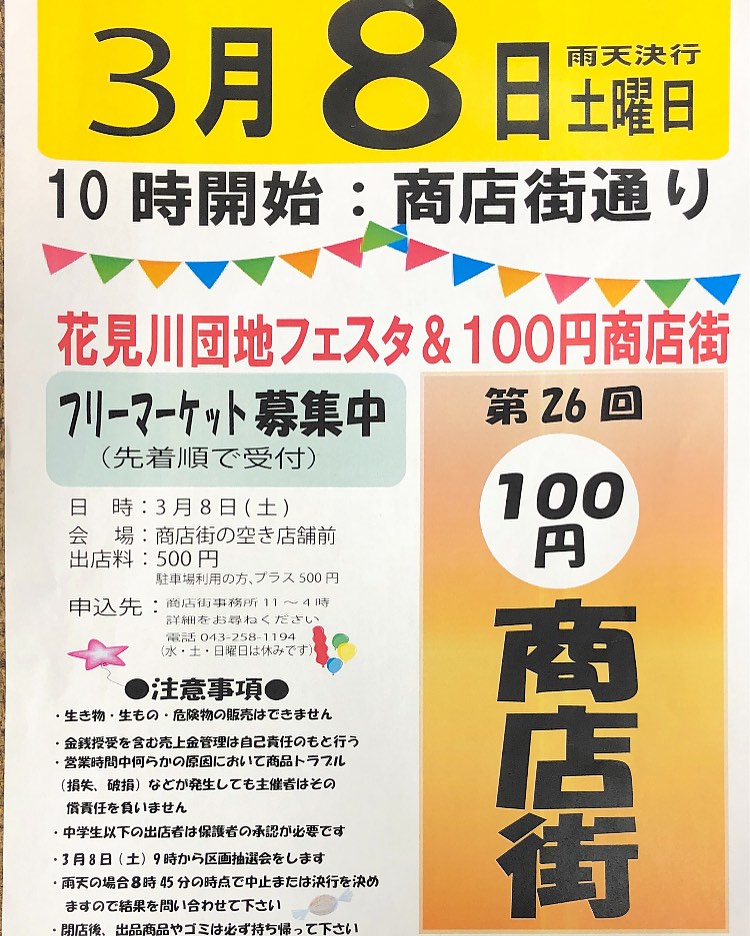 3月8日
雨天決行
土曜日
10時開始：商店街通り
花見川団地フェスタ＆100円商店街
フリーマーケット募集中
（先着順で受付）
日　時：3月8日（土）
会　場：商店街の空き店舗前
出店料：500円
駐車場利用の方、プラス500円
申込先：商店街事務所11～4時
詳細をお尋ねください
電話043-258-1194
（水・土・日曜日は休みです）
●注意事項●
・生き物・生もの・危険物の販売はできません
・金銭授受を含む売上金管理は自己責任のもと行う
・営業時間中何らかの原因において商品トラブル
（損失、破損）などが発生しても主催者はその
償責任を負いません
・中学生以下の出店者は保護者の承認が必要です
・3月8日（土）9時から区画抽選会をします
・雨天の場合8時45分の時点で中止または決行を決め
ますので結果を問い合わせて下さい
・閉店後、出品商品やゴミは必ず持ち帰って下さい
第26回
100
円
商店街